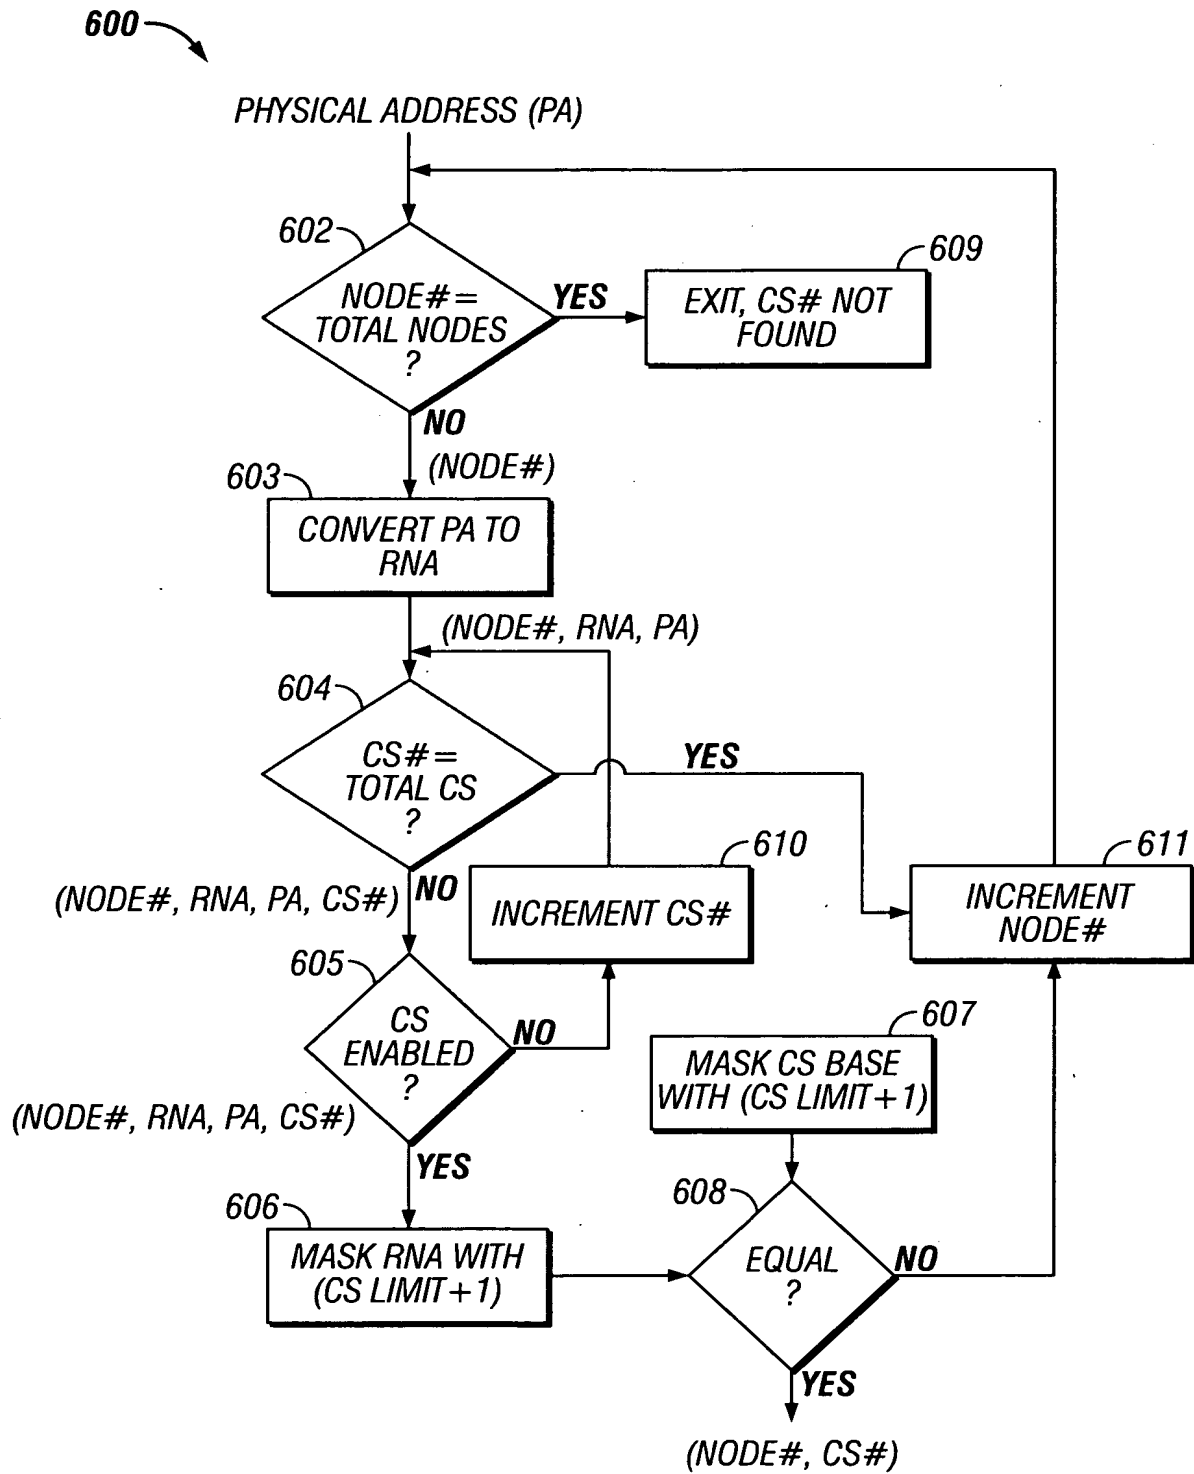 600
PHYSICAL ADDRESS (PA)
602
NODE# =
TOTAL NODES
?
YES
609
EXIT, CS# NOT
FOUND
NO
(NODE#)
603
CONVERT PA TO
RNA
(NODE#, RNA, PA)
604
CS# =
TOTAL CS
?
YES
NO
(NODE#, RNA, PA, CS#)
610
INCREMENT CS#
611
INCREMENT
NODE#
605
CS
ENABLED
?
NO
(NODE#, RNA, PA, CS#)
YES
607
MASK CS BASE
WITH (CS LIMIT+1)
606
MASK RNA WITH
(CS LIMIT+1)
608
EQUAL
?
NO
YES
(NODE#, CS#)